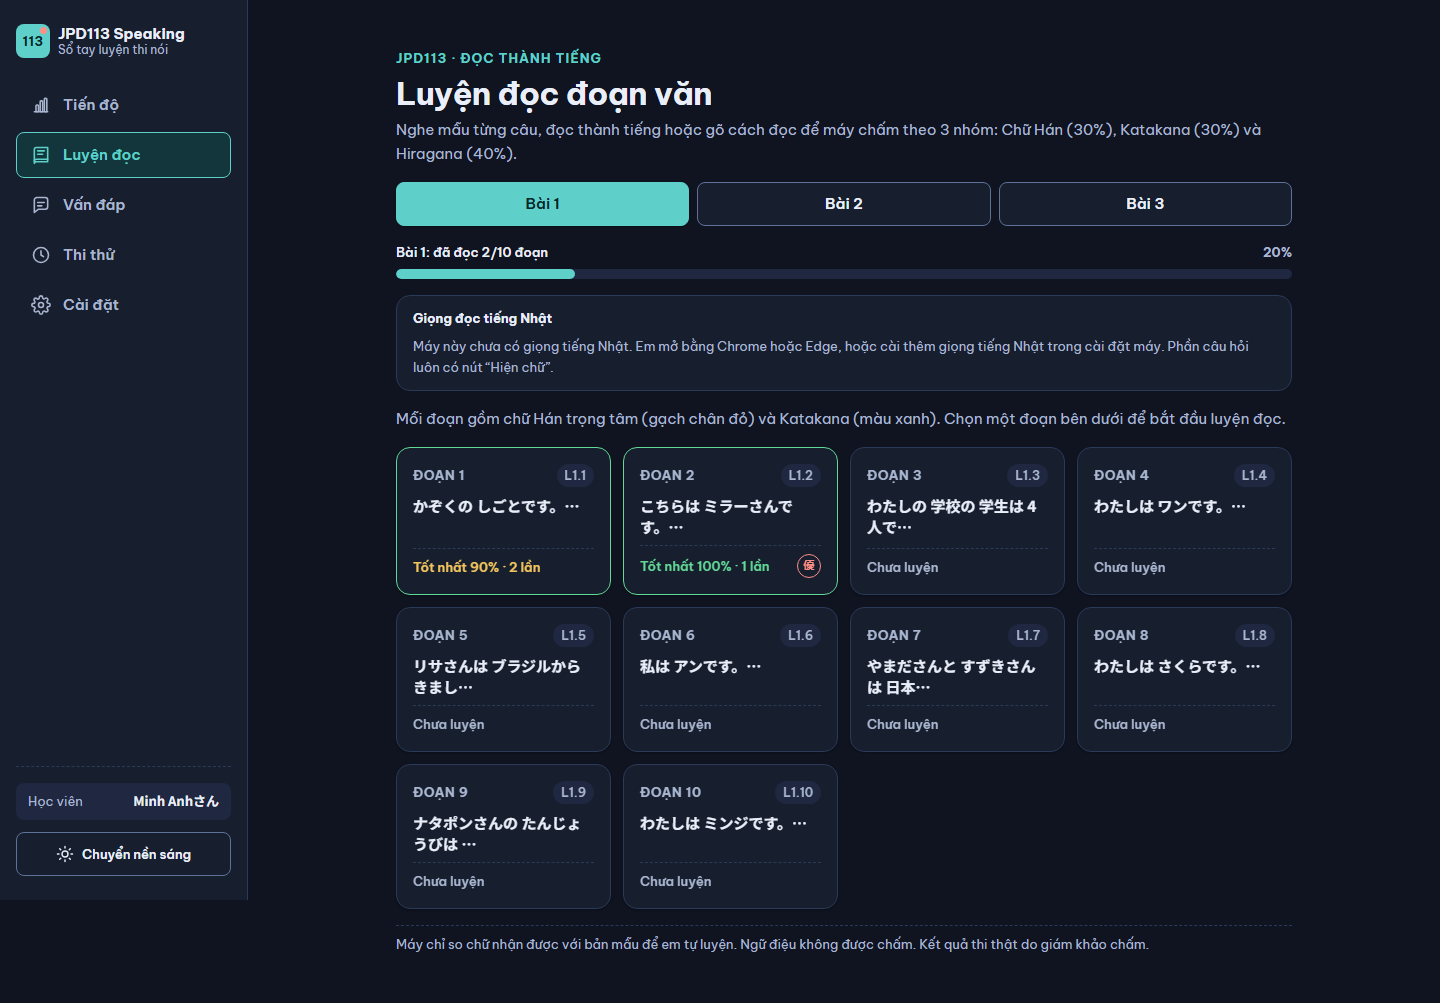 113
JPD113 Speaking
Sổ tay luyện thi nói
Tiến độ
Luyện đọc
Vấn đáp
Thi thử
Cài đặt
Học viên
Minh Anhさん
Chuyển nền sáng
JPD113 · ĐỌC THÀNH TIẾNG
Luyện đọc đoạn văn
Nghe mẫu từng câu, đọc thành tiếng hoặc gõ cách đọc để máy chấm theo 3 nhóm: Chữ Hán (30%), Katakana (30%) và
Hiragana (40%).
Bài 1
Bài 2
Bài 3
Bài 1: đã đọc 2/10 đoạn
20%
Giọng đọc tiếng Nhật
Máy này chưa có giọng tiếng Nhật. Em mở bằng Chrome hoặc Edge, hoặc cài thêm giọng tiếng Nhật trong cài đặt máy. Phần câu hỏi
luôn có nút “Hiện chữ”.
Mỗi đoạn gồm chữ Hán trọng tâm (gạch chân đỏ) và Katakana (màu xanh). Chọn một đoạn bên dưới để bắt đầu luyện đọc.
ĐOẠN 1
L1.1
かぞくの しごとです。…
Tốt nhất 90% · 2 lần
ĐOẠN 2
L1.2
こちらは ミラーさんで
す。…
Tốt nhất 100% · 1 lần
優
ĐOẠN 3
L1.3
わたしの 学校の 学生は 4
人で…
Chưa luyện
ĐOẠN 4
L1.4
わたしは ワンです。…
Chưa luyện
ĐOẠN 5
L1.5
リサさんは ブラジルから
きまし…
Chưa luyện
ĐOẠN 6
L1.6
私は アンです。…
Chưa luyện
ĐOẠN 7
L1.7
やまださんと すずきさん
は 日本…
Chưa luyện
ĐOẠN 8
L1.8
わたしは さくらです。…
Chưa luyện
ĐOẠN 9
L1.9
ナタポンさんの たんじょ
うびは …
Chưa luyện
ĐOẠN 10
L1.10
わたしは ミンジです。…
Chưa luyện
Máy chỉ so chữ nhận được với bản mẫu để em tự luyện. Ngữ điệu không được chấm. Kết quả thi thật do giám khảo chấm.